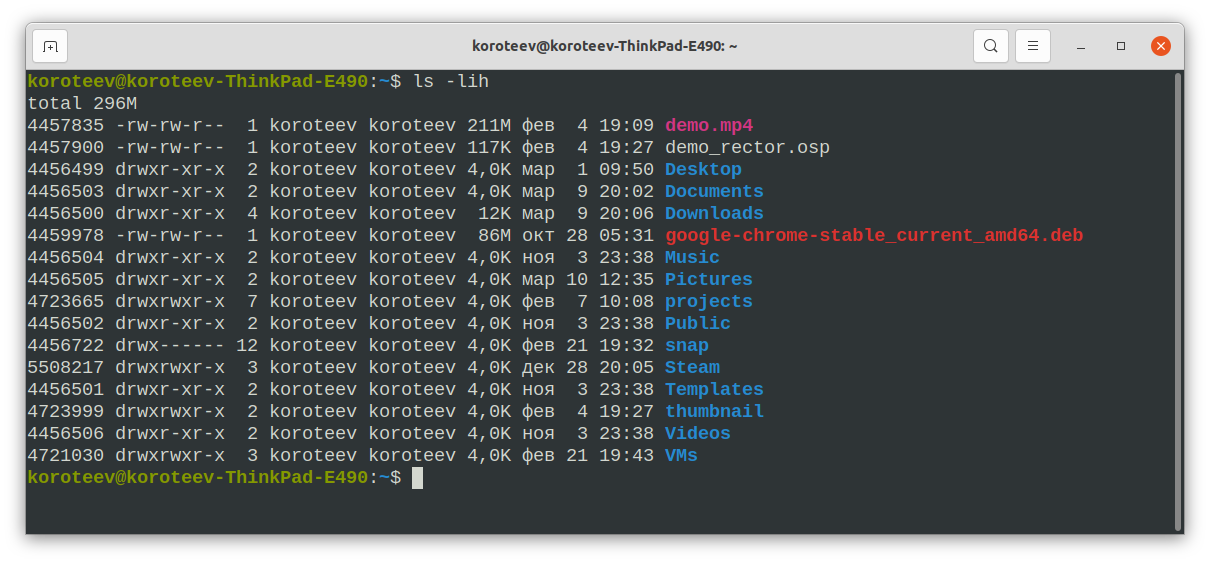 koroteev@koroteev-ThinkPad-E490: ~
koroteev@koroteev-ThinkPad-E490:~$ ls -lih
total 296M
4457835 -rw-rw-r--  1 koroteev koroteev 211M фев  4 19:09 demo.mp4
4457900 -rw-rw-r--  1 koroteev koroteev 117K фев  4 19:27 demo_rector.osp
4456499 drwxr-xr-x  2 koroteev koroteev 4,0K мар  1 09:50 Desktop
4456503 drwxr-xr-x  2 koroteev koroteev 4,0K мар  9 20:02 Documents
4456500 drwxr-xr-x  4 koroteev koroteev  12K мар  9 20:06 Downloads
4459978 -rw-rw-r--  1 koroteev koroteev  86M окт 28 05:31 google-chrome-stable_current_amd64.deb
4456504 drwxr-xr-x  2 koroteev koroteev 4,0K ноя  3 23:38 Music
4456505 drwxr-xr-x  2 koroteev koroteev 4,0K мар 10 12:35 Pictures
4723665 drwxrwxr-x  7 koroteev koroteev 4,0K фев  7 10:08 projects
4456502 drwxr-xr-x  2 koroteev koroteev 4,0K ноя  3 23:38 Public
4456722 drwx------ 12 koroteev koroteev 4,0K фев 21 19:32 snap
5508217 drwxrwxr-x  3 koroteev koroteev 4,0K дек 28 20:05 Steam
4456501 drwxr-xr-x  2 koroteev koroteev 4,0K ноя  3 23:38 Templates
4723999 drwxrwxr-x  2 koroteev koroteev 4,0K фев  4 19:27 thumbnail
4456506 drwxr-xr-x  2 koroteev koroteev 4,0K ноя  3 23:38 Videos
4721030 drwxrwxr-x  3 koroteev koroteev 4,0K фев 21 19:43 VMs
koroteev@koroteev-ThinkPad-E490:~$